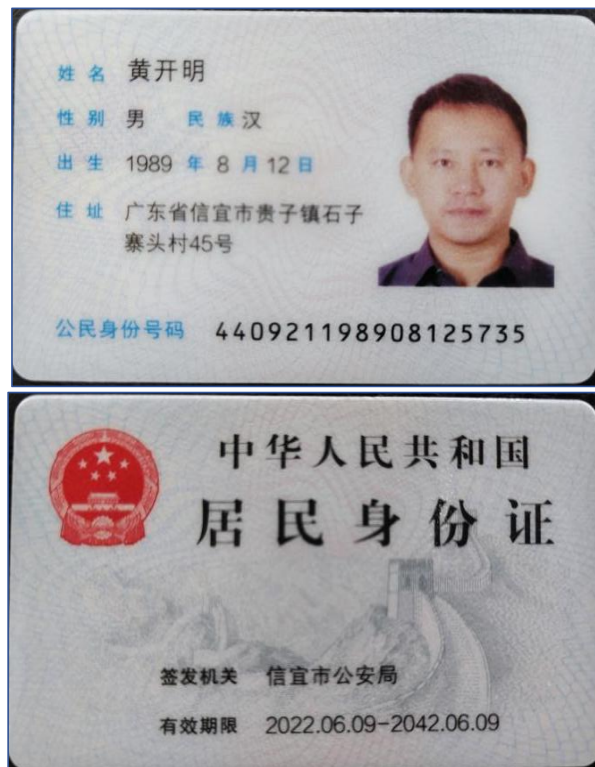 姓名 黄开明
性别 男 民族 汉
出生 1989 年 8 月 12 日
住址 广东省信宜市贵子镇石子
寨头村45号
公民身份号码 440921198908125735
中华人民共和国
居民身份证
签发机关 信宜市公安局
有效期限 2022.06.09-2042.06.09